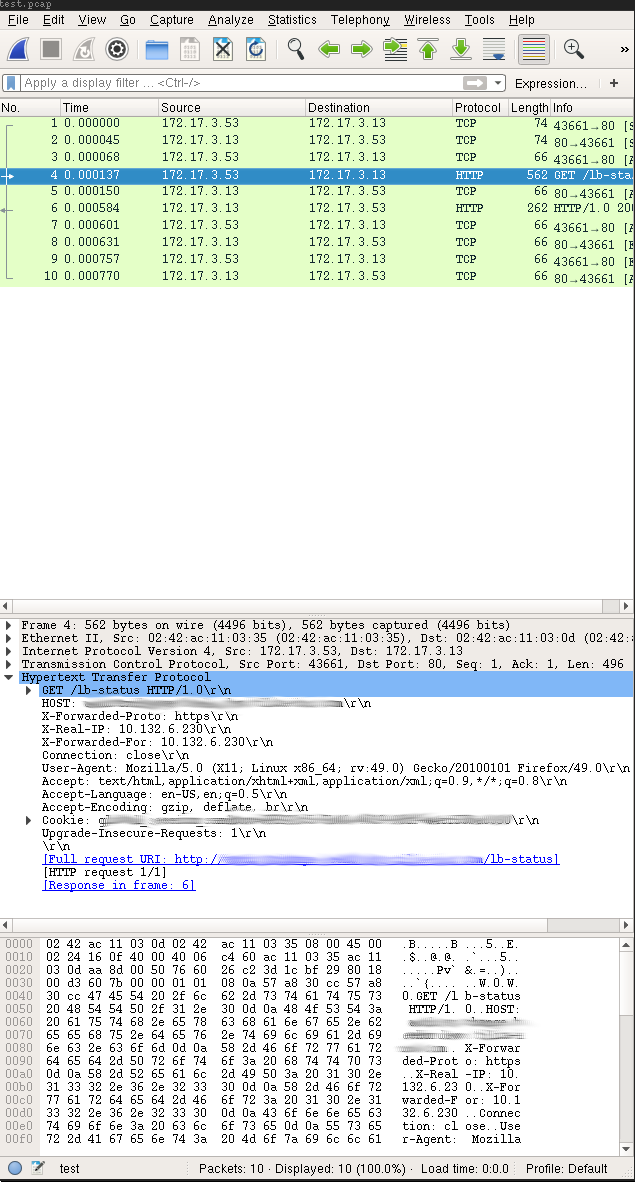 test.pcap
File Edit View Go Capture Analyze Statistics Telephony Wireless Tools Help
»
Apply a display filter ... <Ctrl-/> Expression... +
No. Time Source Destination Protocol Length Info
1 0.000000 172.17.3.53 172.17.3.13 TCP 74 43661→80 [S
2 0.000045 172.17.3.13 172.17.3.53 TCP 74 80→43661 [S
3 0.000068 172.17.3.53 172.17.3.13 TCP 66 43661→80 [A
4 0.000137 172.17.3.53 172.17.3.13 HTTP 562 GET /lb-sta
5 0.000150 172.17.3.13 172.17.3.53 TCP 66 80→43661 [A
6 0.000584 172.17.3.13 172.17.3.53 HTTP 262 HTTP/1.0 200
7 0.000601 172.17.3.53 172.17.3.13 TCP 66 43661→80 [A
8 0.000631 172.17.3.13 172.17.3.53 TCP 66 80→43661 [F
9 0.000757 172.17.3.53 172.17.3.13 TCP 66 43661→80 [F
10 0.000770 172.17.3.13 172.17.3.53 TCP 66 80→43661 [A
Frame 4: 562 bytes on wire (4496 bits), 562 bytes captured (4496 bits)
Ethernet II, Src: 02:42:ac:11:03:35 (02:42:ac:11:03:35), Dst: 02:42:ac:11:03:0d (02:42:a
Internet Protocol Version 4, Src: 172.17.3.53, Dst: 172.17.3.13
Transmission Control Protocol, Src Port: 43661, Dst Port: 80, Seq: 1, Ack: 1, Len: 496
Hypertext Transfer Protocol
GET /lb-status HTTP/1.0\r\n
HOST: \r\n
X-Forwarded-Proto: https\r\n
X-Real-IP: 10.132.6.230\r\n
X-Forwarded-For: 10.132.6.230\r\n
Connection: close\r\n
User-Agent: Mozilla/5.0 (X11; Linux x86_64; rv:49.0) Gecko/20100101 Firefox/49.0\r\n
Accept: text/html,application/xhtml+xml,application/xml;q=0.9,*/*;q=0.8\r\n
Accept-Language: en-US,en;q=0.5\r\n
Accept-Encoding: gzip, deflate, br\r\n
Cookie: \r\n
Upgrade-Insecure-Requests: 1\r\n
\r\n
[Full request URI: http:// /lb-status]
[HTTP request 1/1]
[Response in frame: 6]
0000 02 42 ac 11 03 0d 02 42 ac 11 03 35 08 00 45 00 .B.....B ...5..E.
0010 02 24 16 0f 40 00 40 06 c4 60 ac 11 03 35 ac 11 .$..@.@. .`...5..
0020 03 0d aa 8d 00 50 76 60 26 c2 3d 1c bf 29 80 18 .....Pv` &.=..)..
0030 00 d3 60 7b 00 00 01 01 08 0a 57 a8 30 cc 57 a8 ..`{.... ..W.0.W.
0040 30 cc 47 45 54 20 2f 6c 62 2d 73 74 61 74 75 73 0.GET /l b-status
0050 20 48 54 54 50 2f 31 2e 30 0d 0a 48 4f 53 54 3a HTTP/1. 0..HOST:
0060 20 61 75 74 68 2e 65 78 63 68 61 6e 67 65 2e 62
0070 65 65 68 75 2e 64 65 76 2e 74 69 6c 69 61 2d 69
0080 6e 63 2e 63 6f 6d 0d 0a 58 2d 46 6f 72 77 61 72 .. X-Forwar
0090 64 65 64 2d 50 72 6f 74 6f 3a 20 68 74 74 70 73 ded-Prot o: https
00a0 0d 0a 58 2d 52 65 61 6c 2d 49 50 3a 20 31 30 2e ..X-Real -IP: 10.
00b0 31 33 32 2e 36 2e 32 33 30 0d 0a 58 2d 46 6f 72 132.6.23 0..X-For
00c0 77 61 72 64 65 64 2d 46 6f 72 3a 20 31 30 2e 31 warded-F or: 10.1
00d0 33 32 2e 36 2e 32 33 30 0d 0a 43 6f 6e 6e 65 63 32.6.230 ..Connec
00e0 74 69 6f 6e 3a 20 63 6c 6f 73 65 0d 0a 55 73 65 tion: cl ose..Use
00f0 72 2d 41 67 65 6e 74 3a 20 4d 6f 7a 69 6c 6c 61 r-Agent: Mozilla
test Packets: 10 · Displayed: 10 (100.0%) · Load time: 0:0.0 Profile: Default